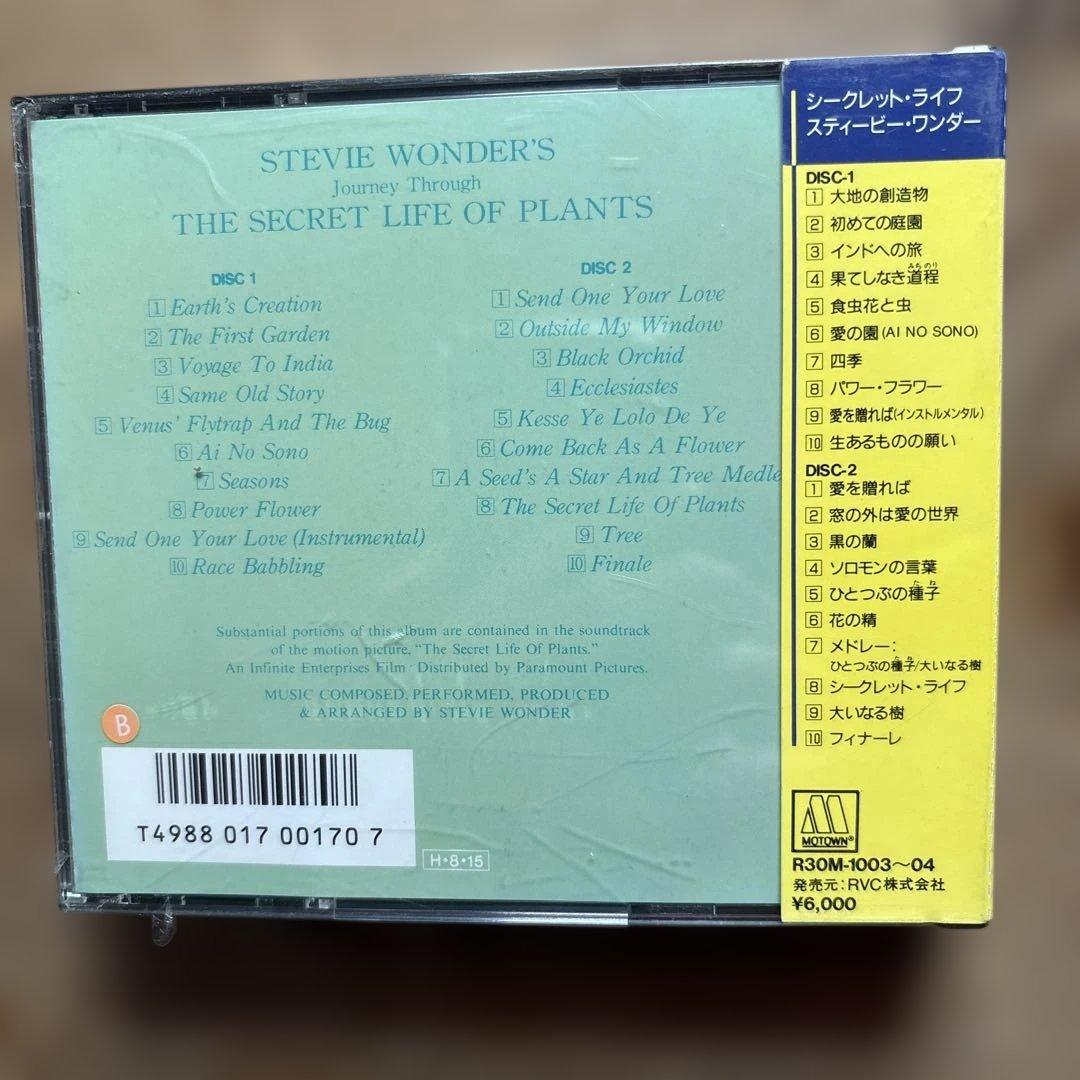 STEVIE WONDER'S
Journey Through
THE SECRET LIFE OF PLANTS
DISC 1
1 Earth's Creation
2 The First Garden
3 Voyage To India
4 Same Old Story
5 Venus' Flytrap And The Bug
6 Ai No Sono
7 Seasons
8 Power Flower
9 Send One Your Love (Instrumental)
10 Race Babbling
DISC 2
1 Send One Your Love
2 Outside My Window
3 Black Orchid
4 Ecclesiastes
5 Kesse Ye Lolo De Ye
6 Come Back As A Flower
7 A Seed's A Star And Tree Medle
8 The Secret Life Of Plants
9 Tree
10 Finale
Substantial portions of this album are contained in the soundtrack
of the motion picture, "The Secret Life Of Plants."
An Infinite Enterprises Film · Distributed by Paramount Pictures.
MUSIC COMPOSED, PERFORMED, PRODUCED
& ARRANGED BY STEVIE WONDER
B
T4988 017 00170 7
H·8·15
シークレット・ライフ
スティービー・ワンダー
DISC-1
1 大地の創造物
2 初めての庭園
3 インドへの旅
みちのり
4 果てしなき道程
5 食虫花と虫
6 愛の園(AI NO SONO)
7 四季
8 パワー・フラワー
9 愛を贈れば(インストルメンタル)
10 生あるものの願い
DISC-2
1 愛を贈れば
2 窓の外は愛の世界
3 黒の蘭
4 ソロモンの言葉
たね
5 ひとつぶの種子
6 花の精
7 メドレー:
たね
ひとつぶの種子/大いなる樹
8 シークレット・ライフ
9 大いなる樹
10 フィナーレ
M
MOTOWN®
R30M-1003〜04
発売元:RVC株式会社
¥6,000